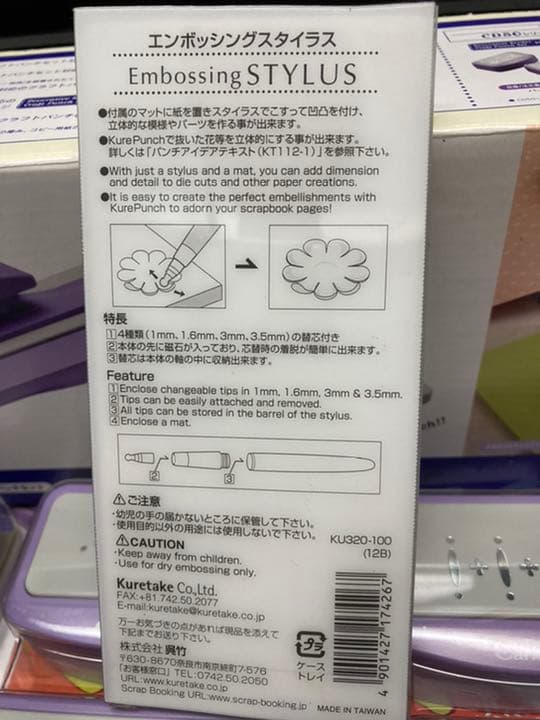 エンボッシングスタイラス
Embossing STYLUS
●付属のマットに紙を置きスタイラスでこすって凹凸を付け、
立体的な模様やパーツを作る事が出来ます。
●KurePunchで抜いた花等を立体的にする事が出来ます。
詳しくは「パンチアイデアテキスト(KT112-1)」を参照下さい。
●With just a stylus and a mat, you can add dimension
and detail to die cuts and other paper creations.
●It is easy to create the perfect embellishments with
KurePunch to adorn your scrapbook pages!
特長
1 4種類(1mm、1.6mm、3mm、3.5mm)の替芯付き
2 本体の先に磁石が入っており、芯替時の着脱が簡単に出来ます。
3 替芯は本体の軸の中に収納出来ます。
Feature
1 Enclose changeable tips in 1mm, 1.6mm, 3mm & 3.5mm.
2 Tips can be easily attached and removed.
3 All tips can be stored in the barrel of the stylus.
4 Enclose a mat.
2 3
⚠ご注意
・幼児の手の届かないところに保管して下さい。
・使用目的以外の用途には使用しないで下さい。
KU320-100
(12B)
⚠CAUTION
・Keep away from children.
・Use for dry embossing only.
Kuretake Co.,Ltd.
FAX:+81.742.50.2077
E-mail:kuretake@kuretake.co.jp
万一お気づきの点があれば現品を添えて
下記までお送り下さい。
株式会社 呉竹
〒630-8670奈良市南京終町7-576
「お客様窓口」TEL:0742.50.2050
URL:www.kuretake.co.jp
Scrap Booking URL:www.scrap-booking.jp
プラ
ケース
トレイ
4 901427 174267
MADE IN TAIWAN